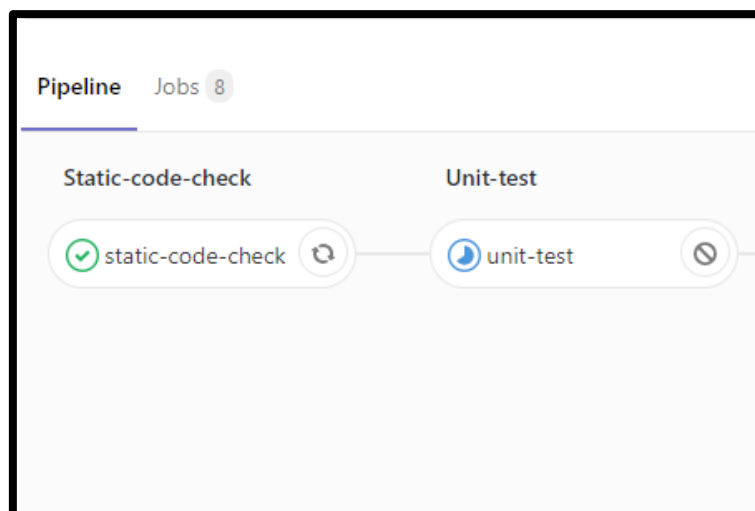 Pipeline Jobs 8
Static-code-check Unit-test
static-code-check unit-test